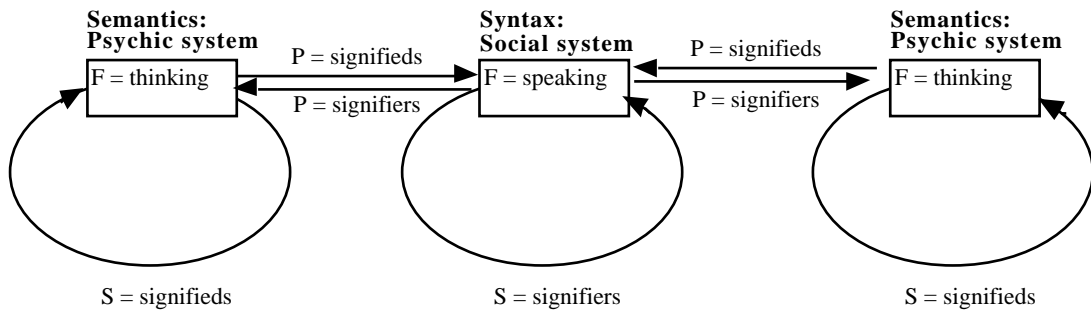 Semantics:
Psychic system
Syntax:
Social system
Semantics:
Psychic system
F = thinking
P = signifieds
P = signifiers
F = speaking
P = signifieds
P = signifiers
F = thinking
S = signifieds
S = signifiers
S = signifieds